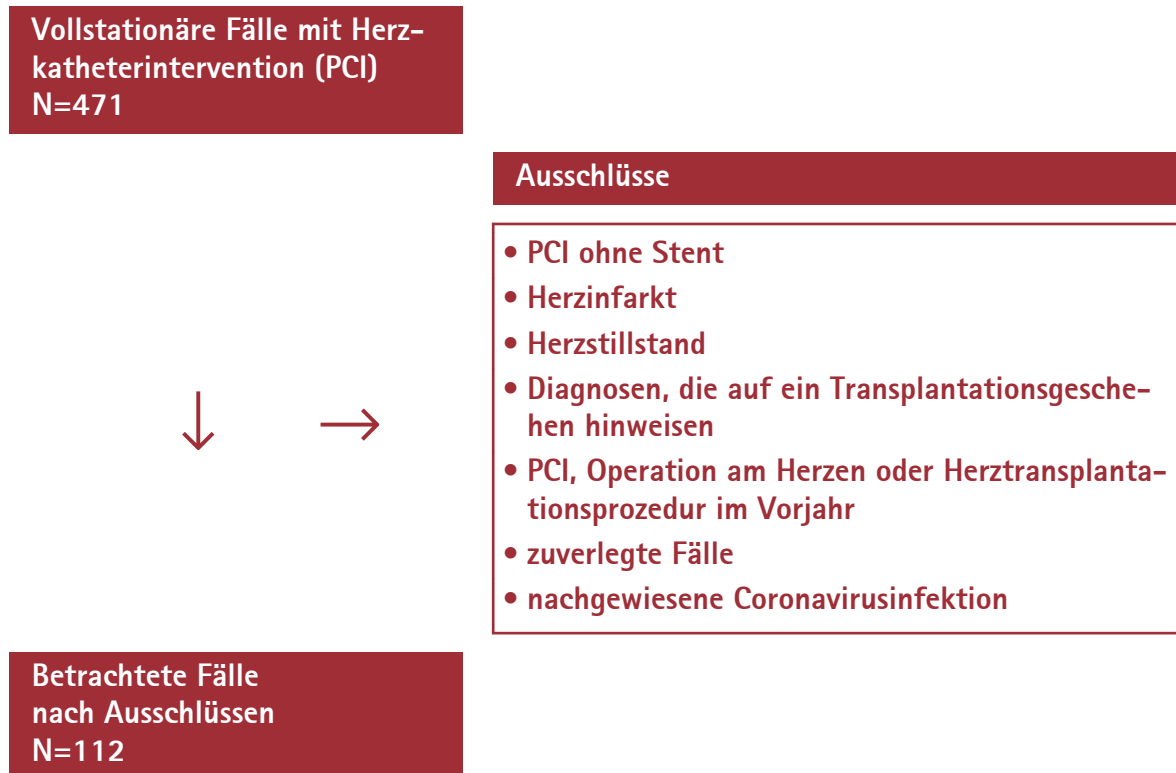 Vollstationäre Fälle mit Herz-
katheterintervention (PCI)
N=471
Ausschlüsse
• PCI ohne Stent
• Herzinfarkt
• Herzstillstand
• Diagnosen, die auf ein Transplantationsgesche-
hen hinweisen
• PCI, Operation am Herzen oder Herztransplanta-
tionsprozedur im Vorjahr
• zuverlegte Fälle
• nachgewiesene Coronavirusinfektion
Betrachtete Fälle
nach Ausschlüssen
N=112